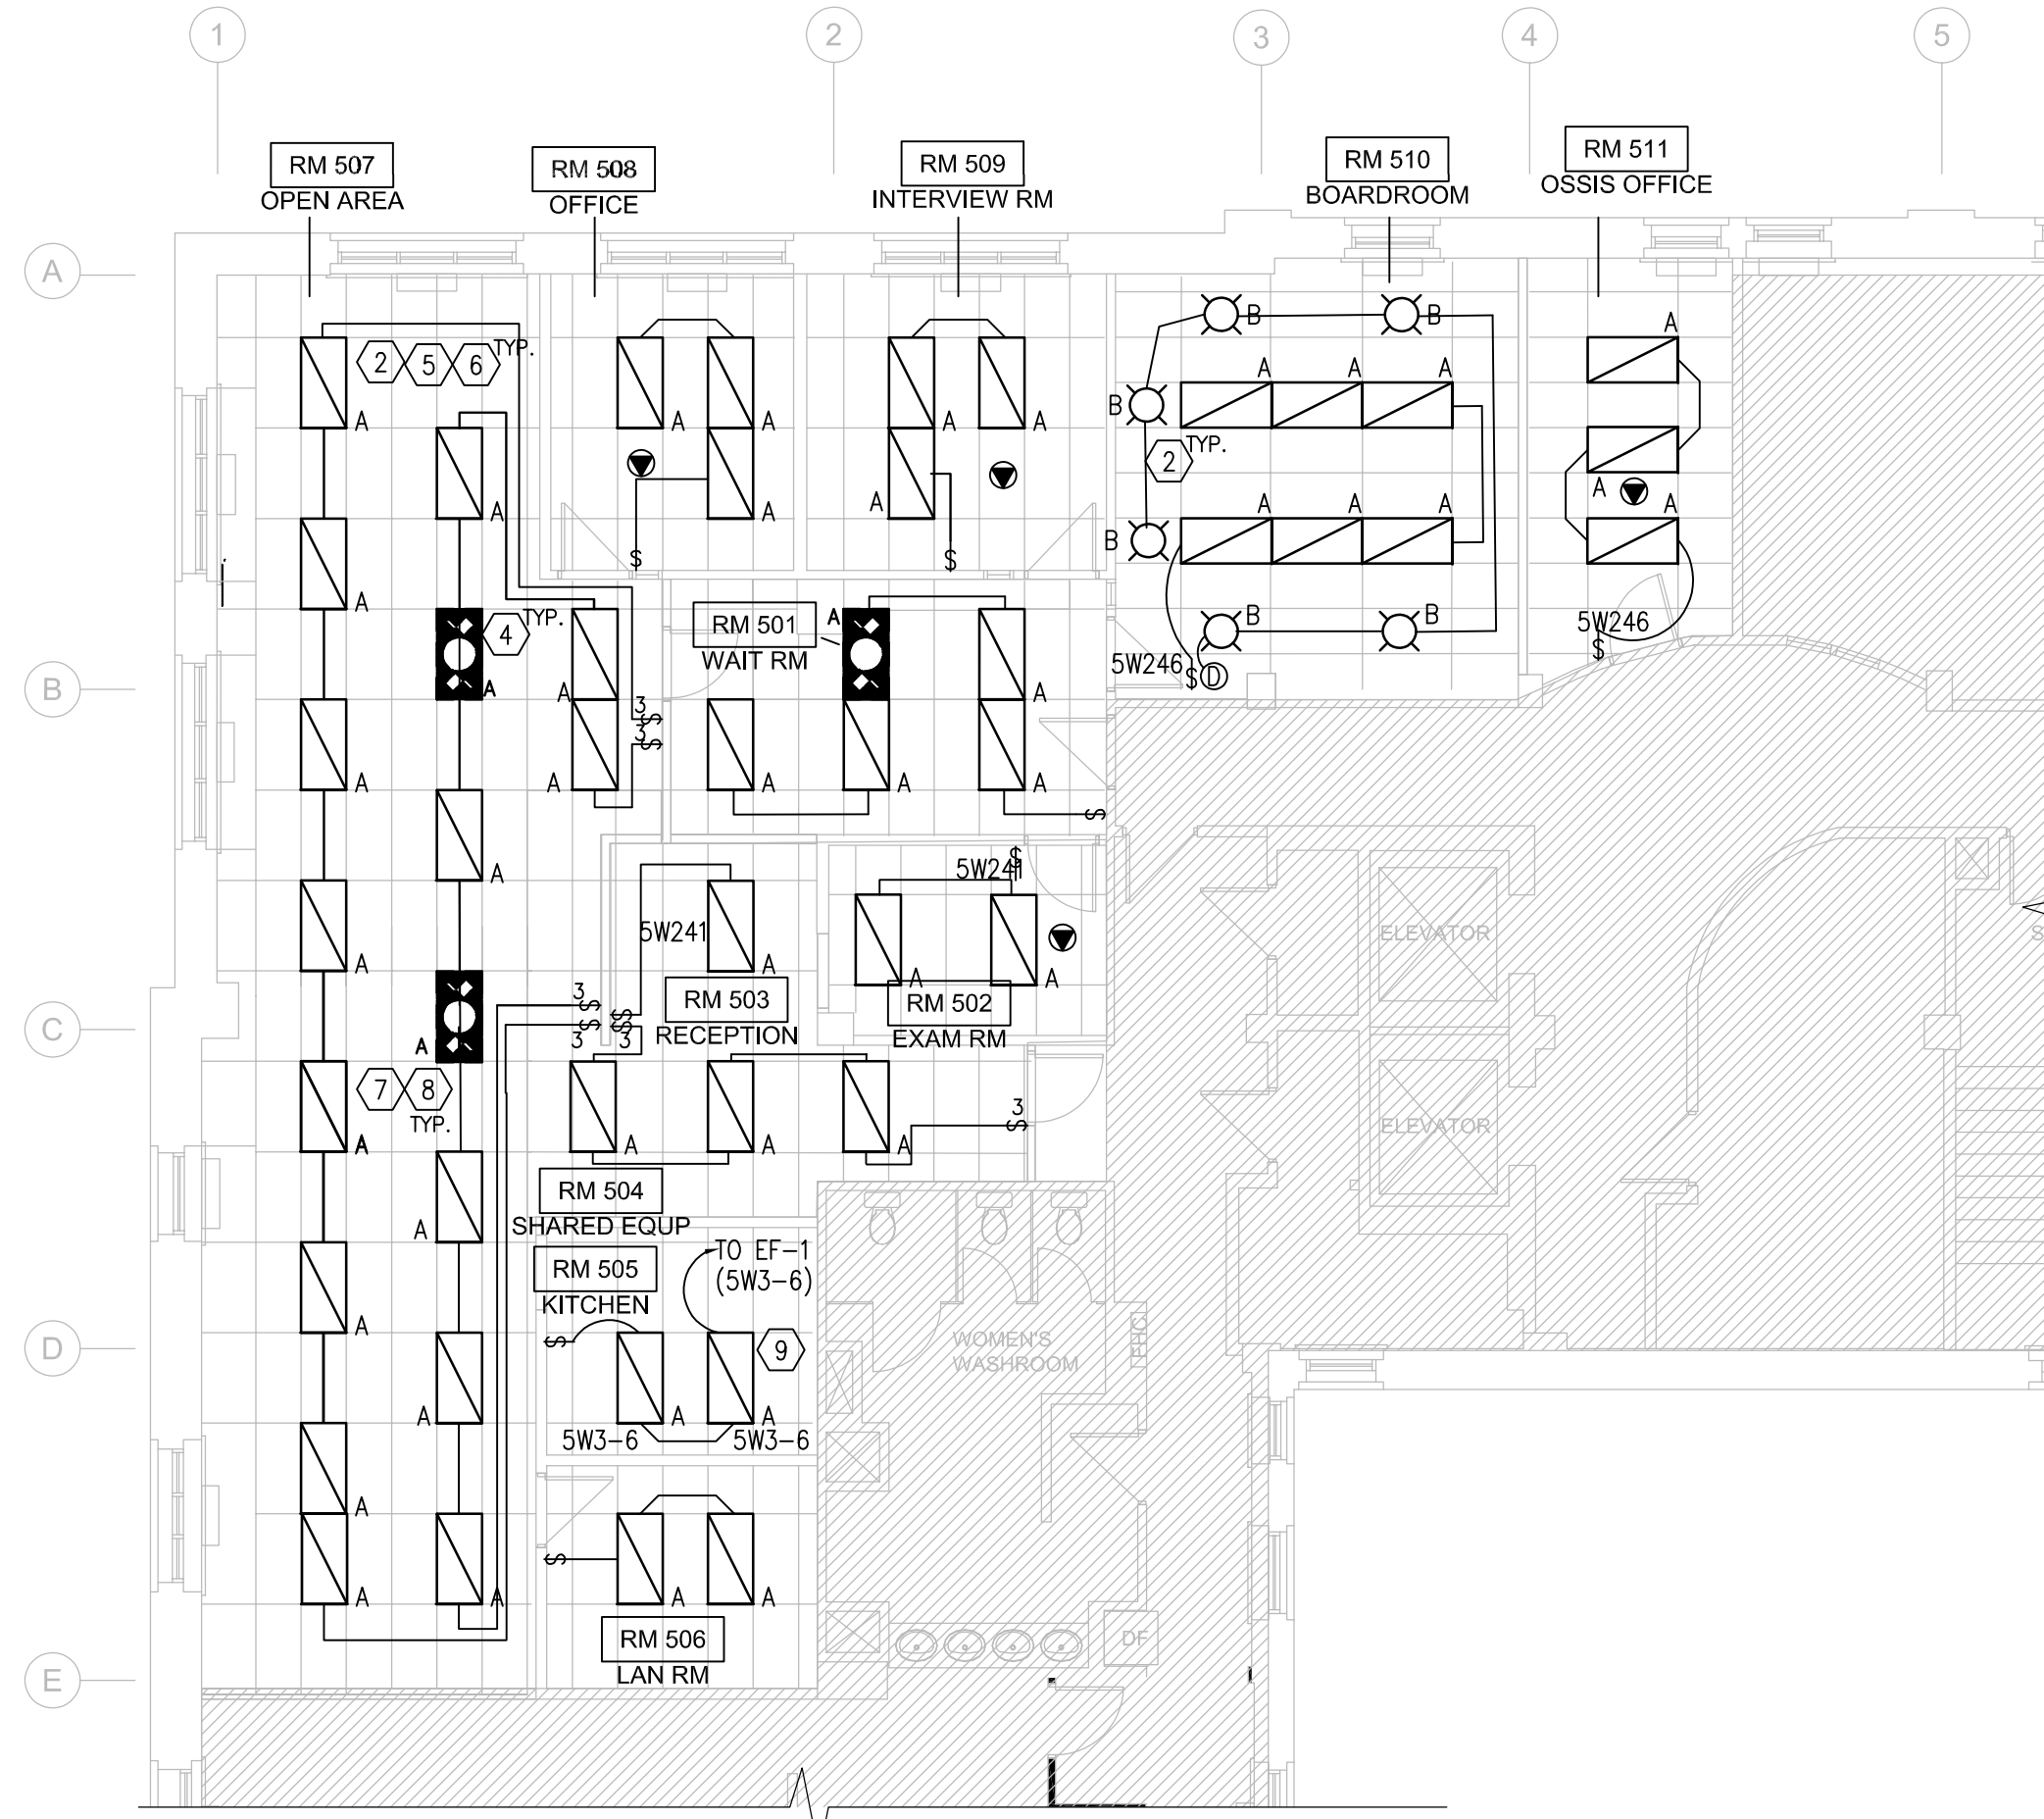 1
2
3
4
5
RM 507
OPEN AREA
RM 508
OFFICE
RM 509
INTERVIEW RM
RM 510
BOARDROOM
RM 511
OSSIS OFFICE
A
B
B
A
2
5
6
TYP.
A
A
A
A
A
A
A
A
A
B
2
TYP.
A
A
A
A
A
A
A
A
A
B
$
$
A
4
TYP.
RM 501
WAIT RM
A
B
B
5W246
$
5W246
$
D
B
A
A
A
3
$
3
$
A
A
A
A
A
$
A
5W241
$
5W241
A
A
A
A
ELEVATOR
S
RM 503
RECEPTION
RM 502
EXAM RM
C
3
$
$
3
$
$
3
A
7
8
TYP.
A
A
A
A
3
$
ELEVATOR
RM 504
SHARED EQUP
A
RM 505
KITCHEN
TO EF-1
(5W3-6)
A
D
$
9
WOMEN'S
WASHROOM
FHC
A
A
A
5W3-6
5W3-6
A
$
A
A
A
A
RM 506
LAN RM
DF
E